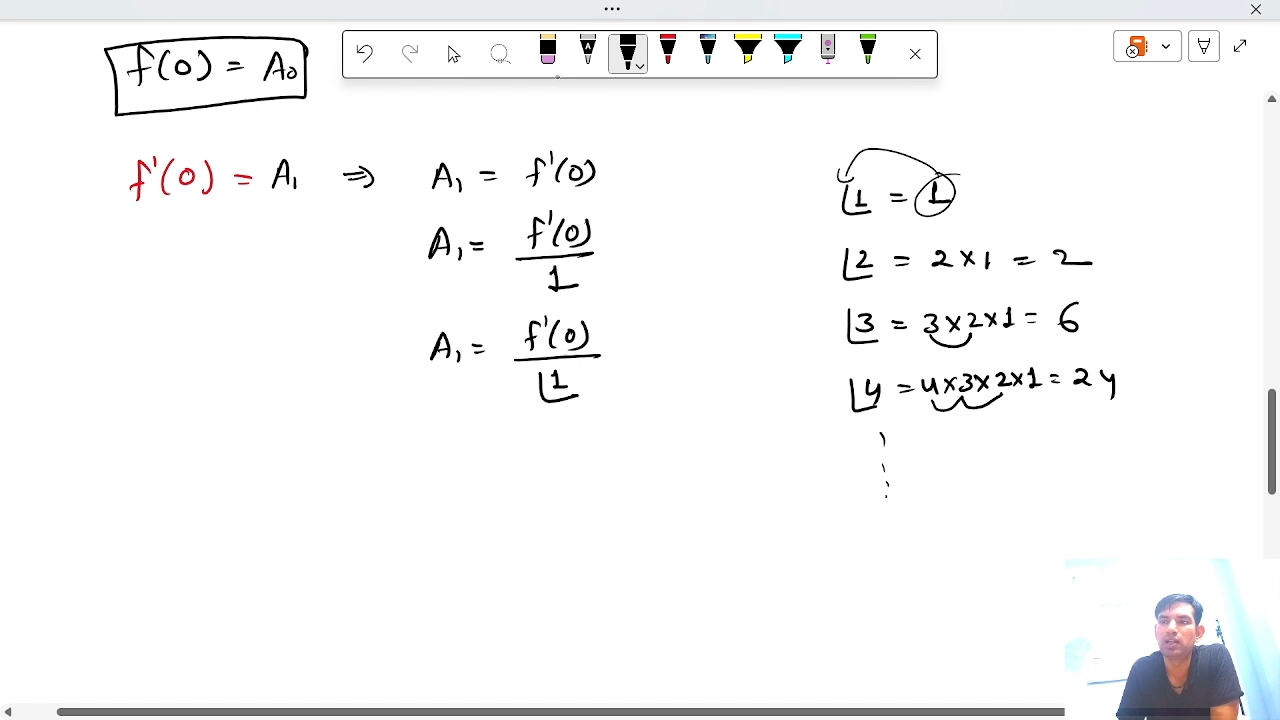 f(0) = A₀
f'(0) = A₁ ⇒ A₁ = f'(0)
A₁ = f'(0)/1
A₁ = f'(0)/⌊1
⌊1 = 1
⌊2 = 2×1 = 2
⌊3 = 3×2×1 = 6
⌊4 = 4×3×2×1 = 24